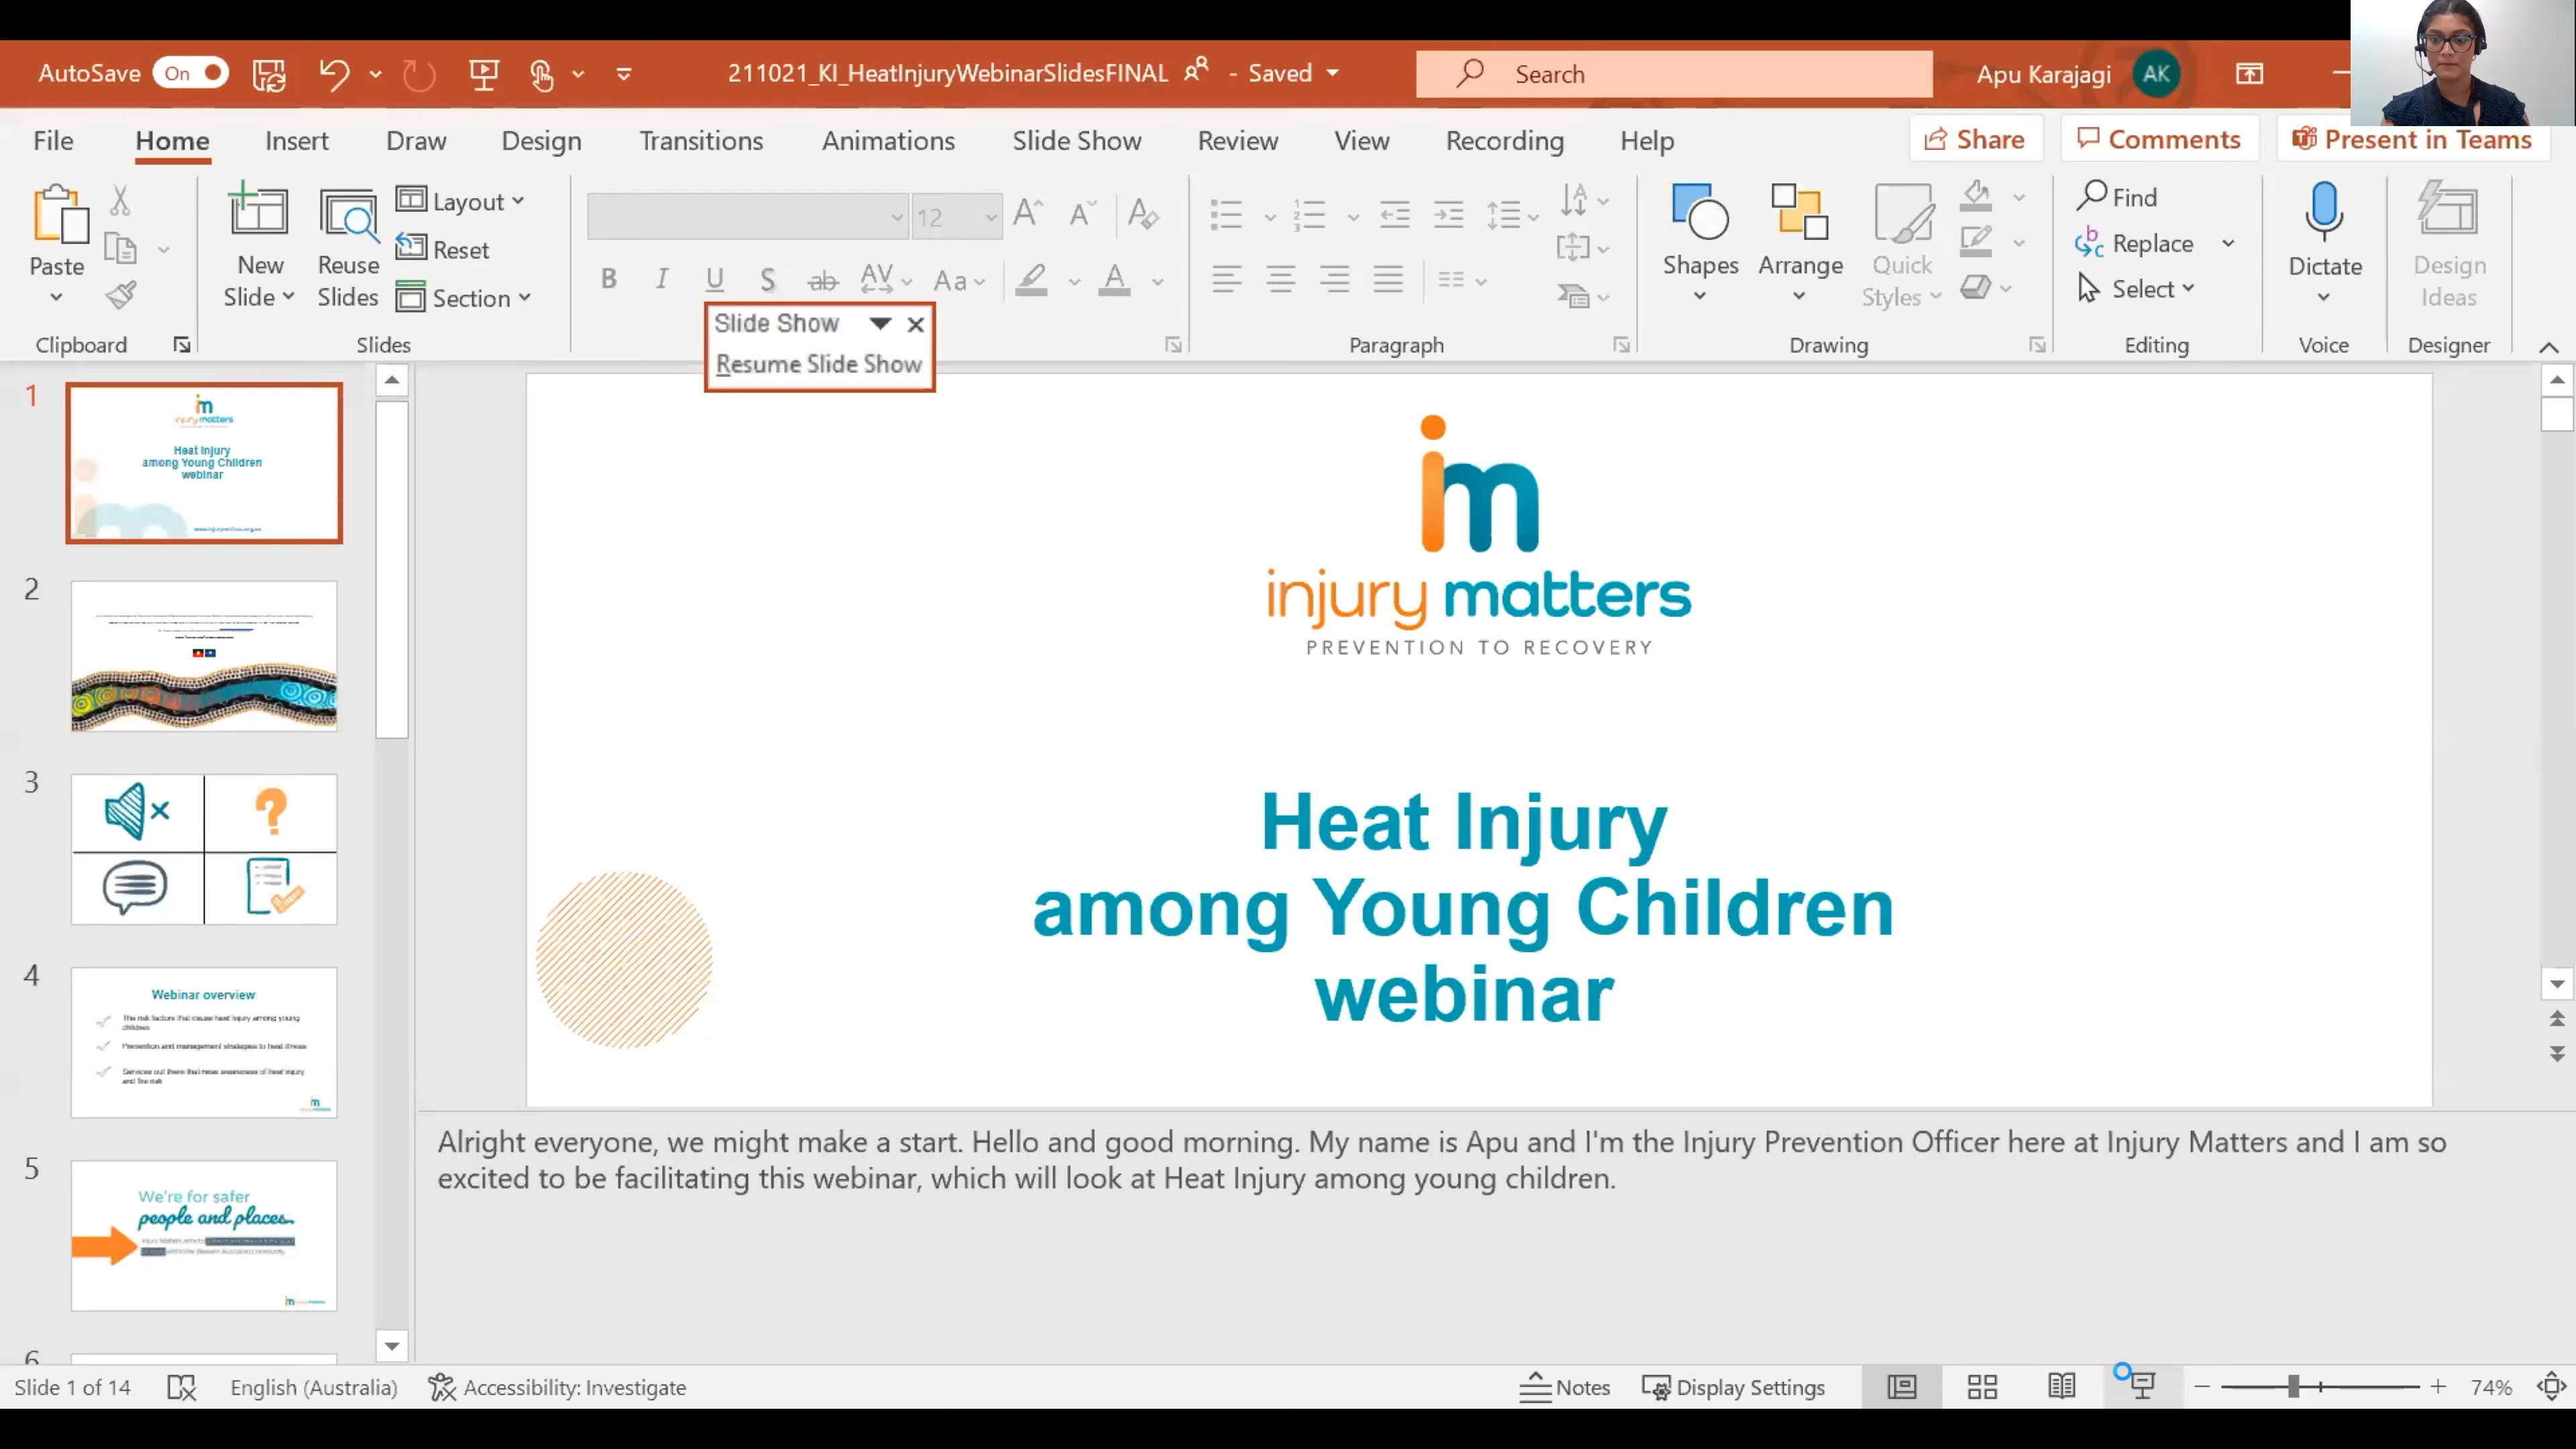 AutoSave On
211021_KI_HeatInjuryWebinarSlidesFINAL - Saved
Search
Apu Karajagi AK
File Home Insert Draw Design Transitions Animations Slide Show Review View Recording Help
Share Comments Present in Teams
Paste
Clipboard
New Slide
Reuse Slides
Layout
Reset
Section
Slides
12
B I U S ab AV Aa A
Slide Show
Resume Slide Show
Paragraph
Shapes
Arrange
Quick Styles
Drawing
Find
Replace
Select
Editing
Dictate
Voice
Design Ideas
Designer
1
im
injury matters
Heat Injury
among Young Children
webinar
2
3
4
Webinar overview
The risk factors that cause heat injury among young
children
Prevention and management strategies to heat illness
Services out there that raise awareness of heat injury
and the risk
5
We're for safer
people and places.
6
im
injury matters
PREVENTION TO RECOVERY
Heat Injury
among Young Children
webinar
Alright everyone, we might make a start. Hello and good morning. My name is Apu and I'm the Injury Prevention Officer here at Injury Matters and I am so
excited to be facilitating this webinar, which will look at Heat Injury among young children.
Slide 1 of 14 English (Australia) Accessibility: Investigate
Notes Display Settings 74%